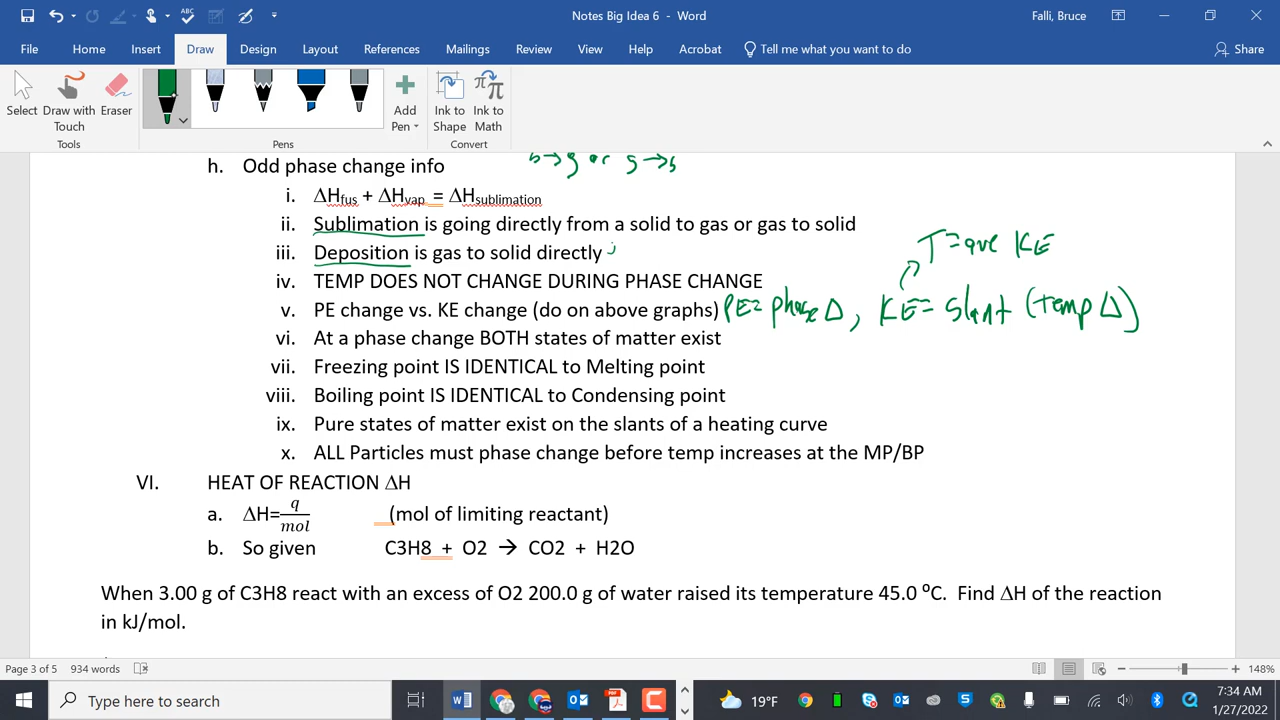 Notes Big Idea 6 - Word
Falli, Bruce
File Home Insert Draw Design Layout References Mailings Review View Help Acrobat Tell me what you want to do Share
Select Draw with Touch Eraser Add Pen Ink to Shape Ink to Math
Tools Pens Convert
s→g or g→s
h. Odd phase change info
i. ΔHfus + ΔHvap = ΔHsublimation
ii. Sublimation is going directly from a solid to gas or gas to solid
T=ave KE
iii. Deposition is gas to solid directly
iv. TEMP DOES NOT CHANGE DURING PHASE CHANGE
v. PE change vs. KE change (do on above graphs) PE= phase Δ, KE= Slant (Temp Δ)
vi. At a phase change BOTH states of matter exist
vii. Freezing point IS IDENTICAL to Melting point
viii. Boiling point IS IDENTICAL to Condensing point
ix. Pure states of matter exist on the slants of a heating curve
x. ALL Particles must phase change before temp increases at the MP/BP
VI. HEAT OF REACTION ΔH
a. ΔH=q/mol (mol of limiting reactant)
b. So given C3H8 + O2 → CO2 + H2O
When 3.00 g of C3H8 react with an excess of O2 200.0 g of water raised its temperature 45.0 ⁰C. Find ΔH of the reaction
in kJ/mol.
Page 3 of 5 934 words 148%
Type here to search 19°F 7:34 AM
1/27/2022